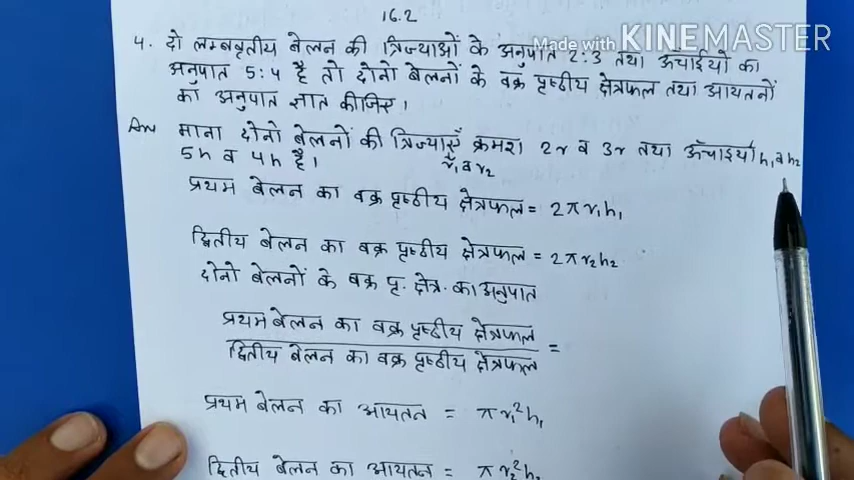 16.2
Made with KINEMASTER
4. दो लम्बवृतीय बेलन की त्रिज्याओं के अनुपात 2:3 तथा ऊँचाईयो का
अनुपात 5:4 है तो दोनो बेलनों के वक्र पृष्ठीय क्षेत्रफल तथा आयतनों
का अनुपात ज्ञात कीजिए।
Ans माना दोनो बेलनों की त्रिज्याएँ क्रमशः 2r व 3r तथा ऊँचाइयाँ h₁ व h₂
5h व 4h है। r₁ व r₂
प्रथम बेलन का वक्र पृष्ठीय क्षेत्रफल = 2πr₁h₁
द्वितीय बेलन का वक्र पृष्ठीय क्षेत्रफल = 2πr₂h₂
दोनो बेलनों के वक्र पृ. क्षेत्र. का अनुपात
प्रथम बेलन का वक्र पृष्ठीय क्षेत्रफल =
द्वितीय बेलन का वक्र पृष्ठीय क्षेत्रफल
प्रथम बेलन का आयतन = πr₁²h₁
द्वितीय बेलन का आयतन = πr₂²h₂